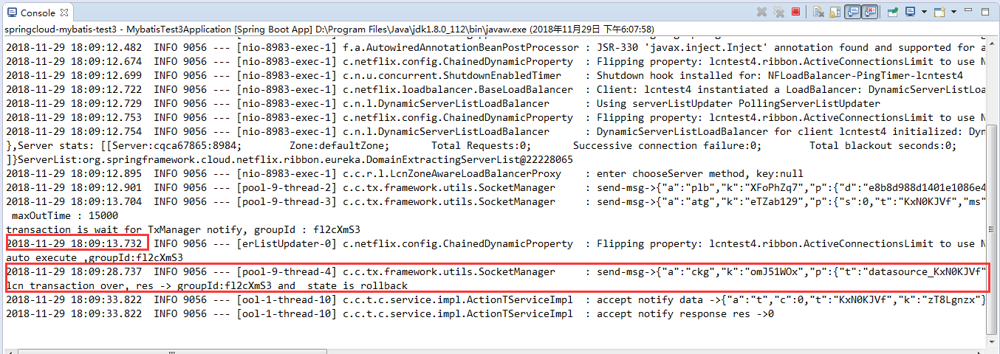 Console
springcloud-mybatis-test3 - MybatisTest3Application [Spring Boot App] D:\Program Files\Java\jdk1.8.0_112\bin\javaw.exe (2018年11月29日 下午6:07:58)
2018-11-29 18:09:12.482  INFO 9056 --- [nio-8983-exec-1] f.a.AutowiredAnnotationBeanPostProcessor : JSR-330 'javax.inject.Inject' annotation found and supported for a
2018-11-29 18:09:12.674  INFO 9056 --- [nio-8983-exec-1] c.netflix.config.ChainedDynamicProperty  : Flipping property: lcntest4.ribbon.ActiveConnectionsLimit to use N
2018-11-29 18:09:12.699  INFO 9056 --- [nio-8983-exec-1] c.n.u.concurrent.ShutdownEnabledTimer    : Shutdown hook installed for: NFLoadBalancer-PingTimer-lcntest4
2018-11-29 18:09:12.722  INFO 9056 --- [nio-8983-exec-1] c.netflix.loadbalancer.BaseLoadBalancer  : Client: lcntest4 instantiated a LoadBalancer: DynamicServerListLoa
2018-11-29 18:09:12.729  INFO 9056 --- [nio-8983-exec-1] c.n.l.DynamicServerListLoadBalancer      : Using serverListUpdater PollingServerListUpdater
2018-11-29 18:09:12.753  INFO 9056 --- [nio-8983-exec-1] c.netflix.config.ChainedDynamicProperty  : Flipping property: lcntest4.ribbon.ActiveConnectionsLimit to use N
2018-11-29 18:09:12.754  INFO 9056 --- [nio-8983-exec-1] c.n.l.DynamicServerListLoadBalancer      : DynamicServerListLoadBalancer for client lcntest4 initialized: Dyn
},Server stats: [[Server:cqca67865:8984;	Zone:defaultZone;	Total Requests:0;	Successive connection failure:0;	Total blackout seconds:0;
]}ServerList:org.springframework.cloud.netflix.ribbon.eureka.DomainExtractingServerList@22228065
2018-11-29 18:09:12.895  INFO 9056 --- [nio-8983-exec-1] c.c.r.l.LcnZoneAwareLoadBalancerProxy    : enter chooseServer method, key:null
2018-11-29 18:09:12.901  INFO 9056 --- [pool-9-thread-2] c.c.tx.framework.utils.SocketManager     : send-msg->{"a":"plb","k":"XFoPhZq7","p":{"d":"e8b8d988d1401e1086e4
2018-11-29 18:09:13.704  INFO 9056 --- [pool-9-thread-3] c.c.tx.framework.utils.SocketManager     : send-msg->{"a":"atg","k":"eTZab129","p":{"s":0,"t":"KxN0KJVf","ms"
maxOutTime : 15000
transaction is wait for TxManager notify, groupId : fl2cXmS3
2018-11-29 18:09:13.732  INFO 9056 --- [erListUpdater-0] c.netflix.config.ChainedDynamicProperty  : Flipping property: lcntest4.ribbon.ActiveConnectionsLimit to use N
auto execute ,groupId:fl2cXmS3
2018-11-29 18:09:28.737  INFO 9056 --- [pool-9-thread-4] c.c.tx.framework.utils.SocketManager     : send-msg->{"a":"ckg","k":"omJ51WOx","p":{"t":"datasource_KxN0KJVf"
lcn transaction over, res -> groupId:fl2cXmS3 and  state is rollback
2018-11-29 18:09:33.822  INFO 9056 --- [ool-1-thread-10] c.c.t.c.service.impl.ActionTServiceImpl  : accept notify data ->{"a":"t","c":0,"t":"KxN0KJVf","k":"zT8Lgnzx"}
2018-11-29 18:09:33.822  INFO 9056 --- [ool-1-thread-10] c.c.t.c.service.impl.ActionTServiceImpl  : accept notify response res ->0